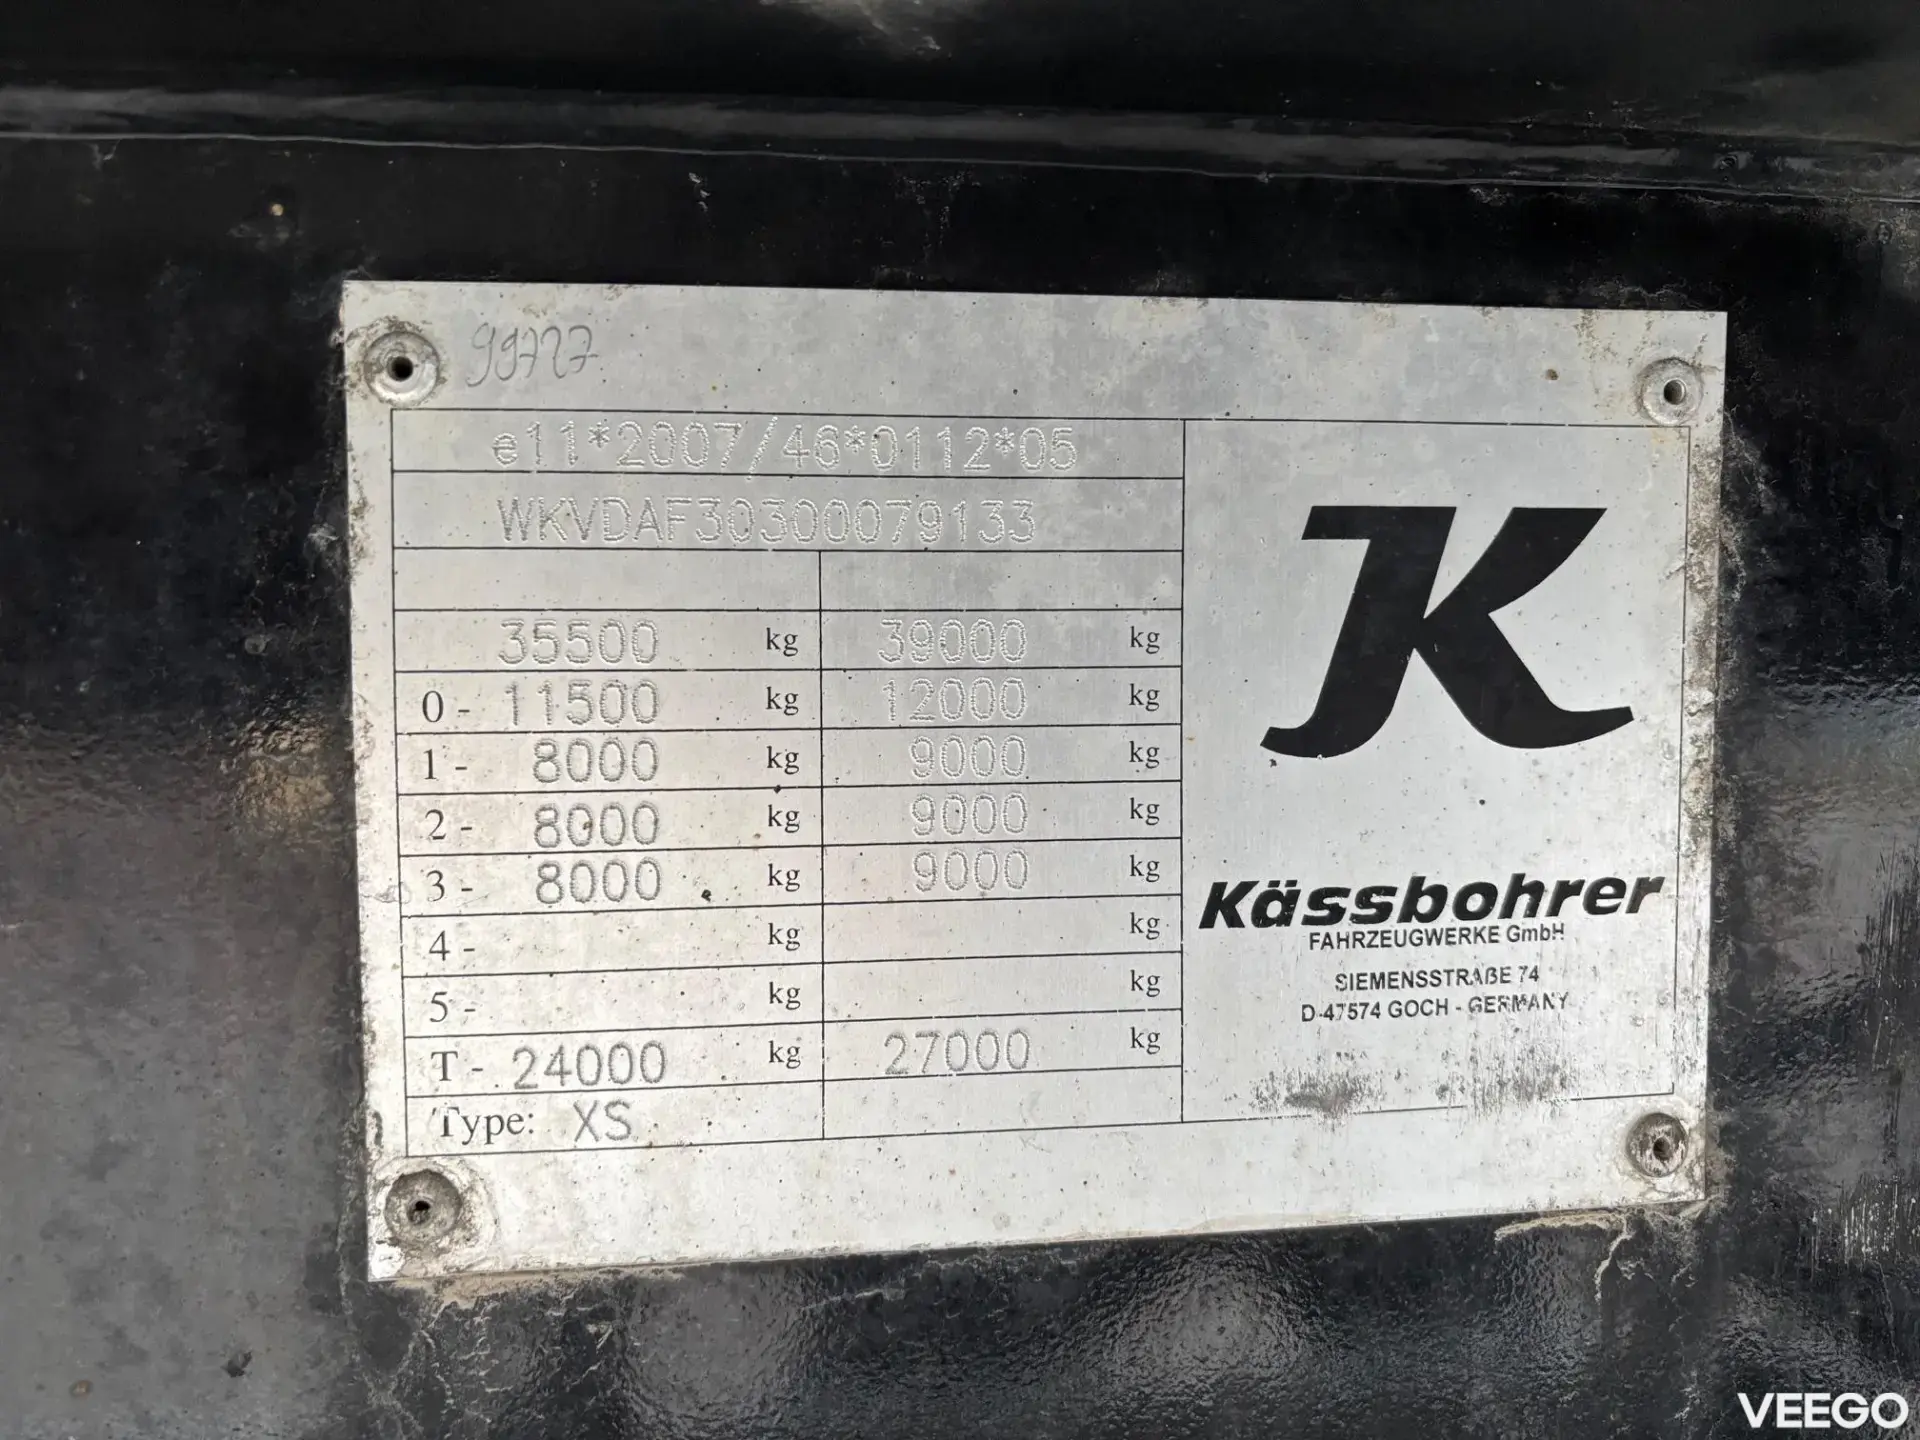 99727
e11*2007/46*0112*05
WKVDAF30300079133
35500 kg 39000 kg
0- 11500 kg 12000 kg
1- 8000 kg 9000 kg
2- 8000 kg 9000 kg
3- 8000 kg 9000 kg
4- kg kg
5- kg kg
T- 24000 kg 27000 kg
Type: XS
K
Kässbohrer
FAHRZEUGWERKE GmbH
SIEMENSSTRAßE 74
D-47574 GOCH - GERMANY
VEEGO